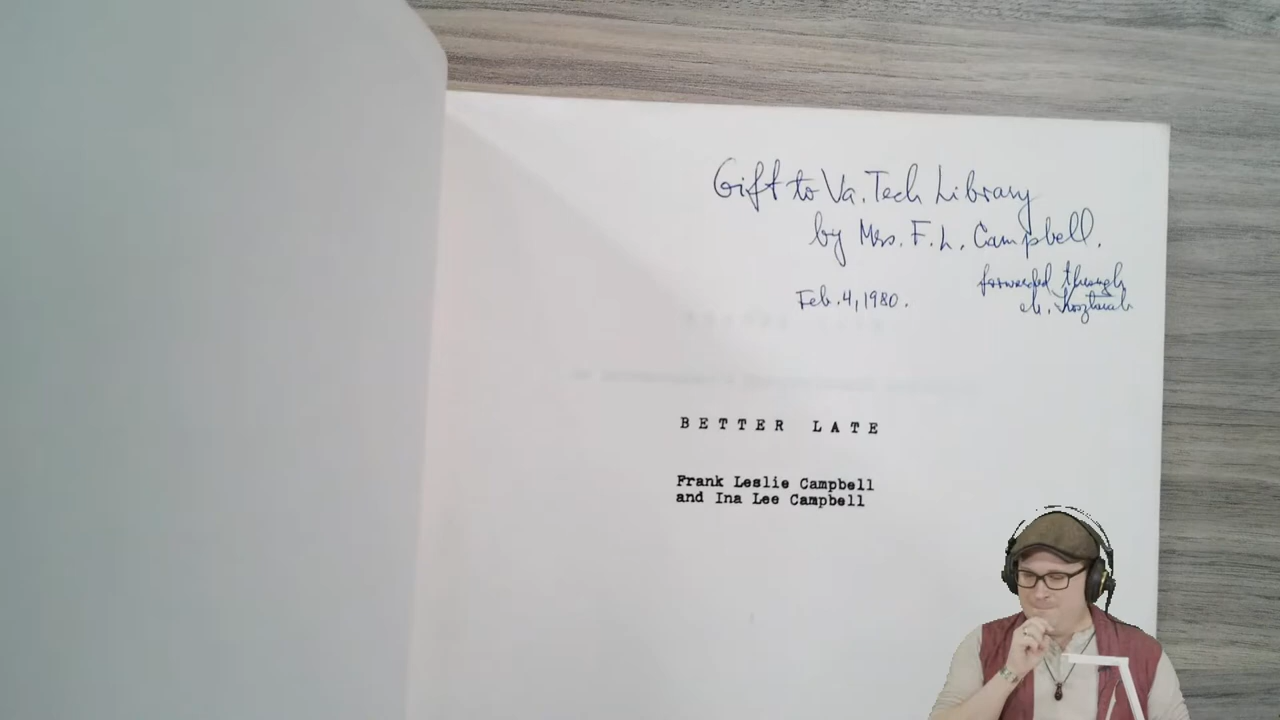 Gift to Va. Tech Library
by Mrs. F. L. Campbell.
forwarded through
Feb. 4, 1980.
M. Kosztarab
BETTER LATE
Frank Leslie Campbell
and Ina Lee Campbell